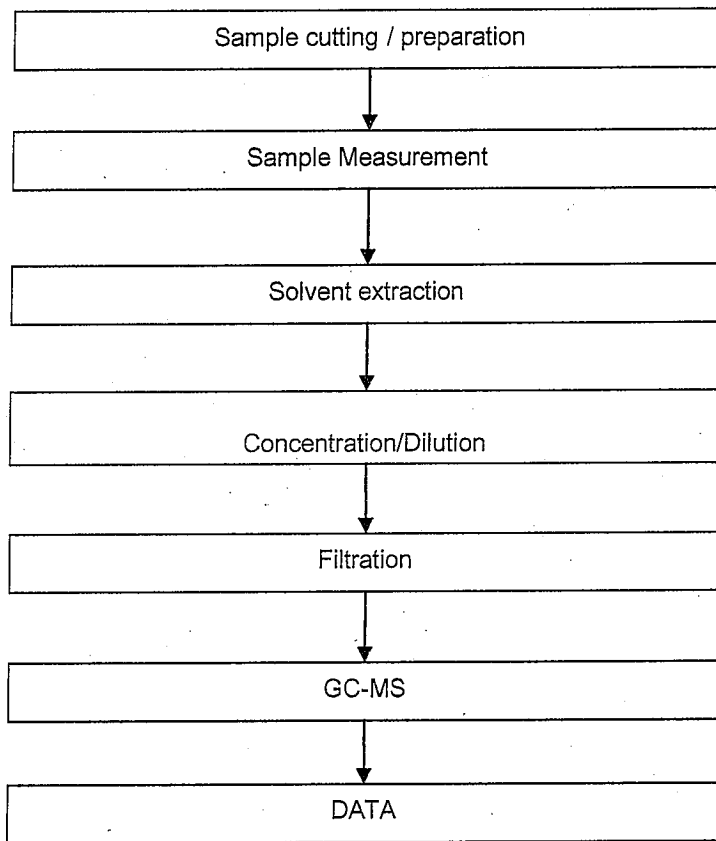 Sample cutting / preparation
Sample Measurement
Solvent extraction
Concentration/Dilution
Filtration
GC-MS
DATA